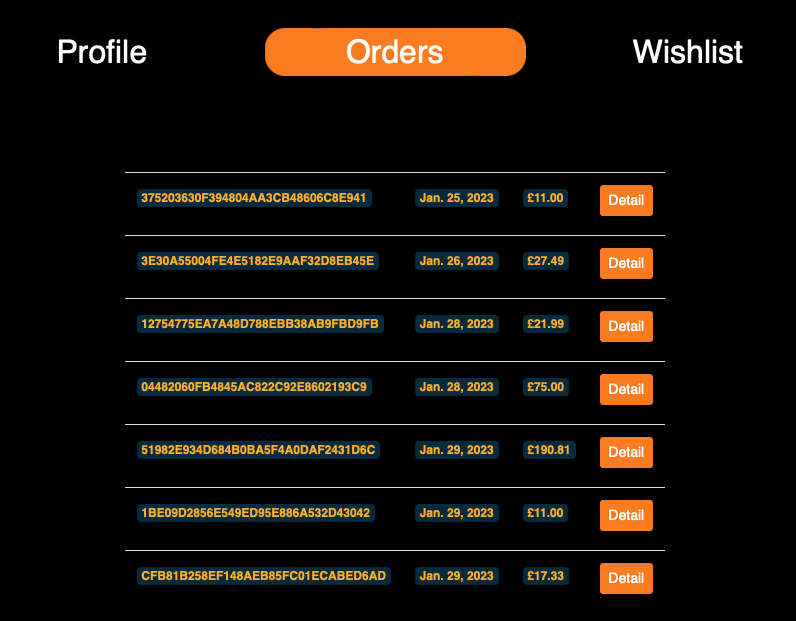 Profile Orders Wishlist
375203630F394804AA3CB48606C8E941 Jan. 25, 2023 £11.00 Detail
3E30A55004FE4E5182E9AAF32D8EB45E Jan. 26, 2023 £27.49 Detail
12754775EA7A48D788EBB38AB9FBD9FB Jan. 28, 2023 £21.99 Detail
04482060FB4845AC822C92E8602193C9 Jan. 28, 2023 £75.00 Detail
51982E934D684B0BA5F4A0DAF2431D6C Jan. 29, 2023 £190.81 Detail
1BE09D2856E549ED95E886A532D43042 Jan. 29, 2023 £11.00 Detail
CFB81B258EF148AEB85FC01ECABED6AD Jan. 29, 2023 £17.33 Detail